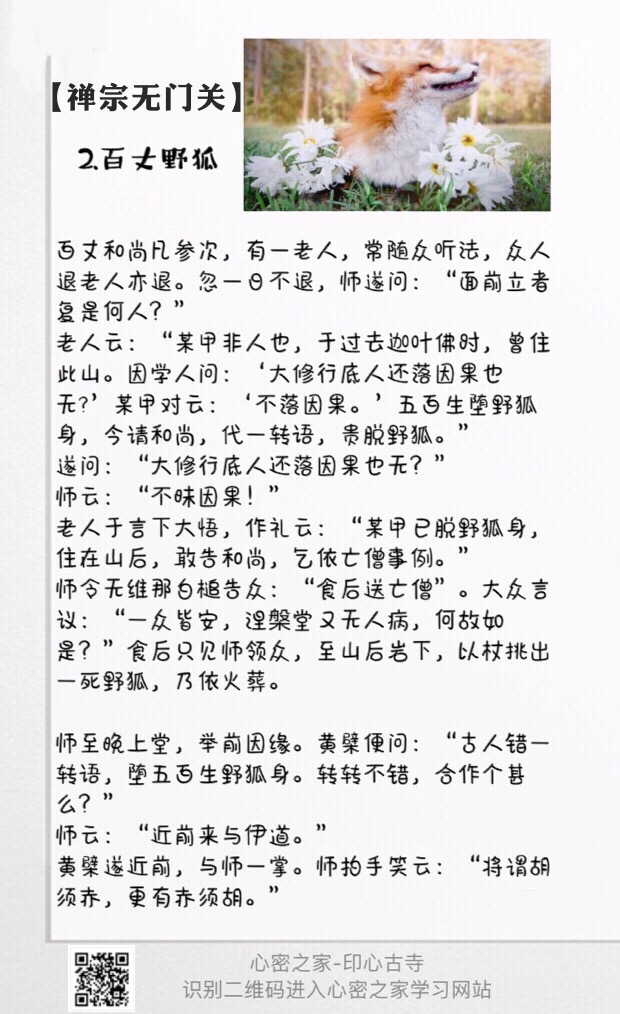 【禅宗无门关】
2.百丈野狐
百丈和尚凡参次，有一老人，常随众听法，众人
退老人亦退。忽一日不退，师遂问：“面前立者
复是何人？”
老人云：“某甲非人也，于过去迦叶佛时，曾住
此山。因学人问：‘大修行底人还落因果也
无?’某甲对云：‘不落因果。’五百生堕野狐
身，今请和尚，代一转语，贵脱野狐。”
遂问：“大修行底人还落因果也无？”
师云：“不昧因果！”
老人于言下大悟，作礼云：“某甲已脱野狐身，
住在山后，敢告和尚，乞依亡僧事例。”
师令无维那白槌告众：“食后送亡僧”。大众言
议：“一众皆安，涅槃堂又无人病，何故如
是？”食后只见师领众，至山后岩下，以杖挑出
一死野狐，乃依火葬。
师至晚上堂，举前因缘。黄檗便问：“古人错一
转语，堕五百生野狐身。转转不错，合作个甚
么？”
师云：“近前来与伊道。”
黄檗遂近前，与师一掌。师拍手笑云：“将谓胡
须赤，更有赤须胡。”
心密之家-印心古寺
识别二维码进入心密之家学习网站